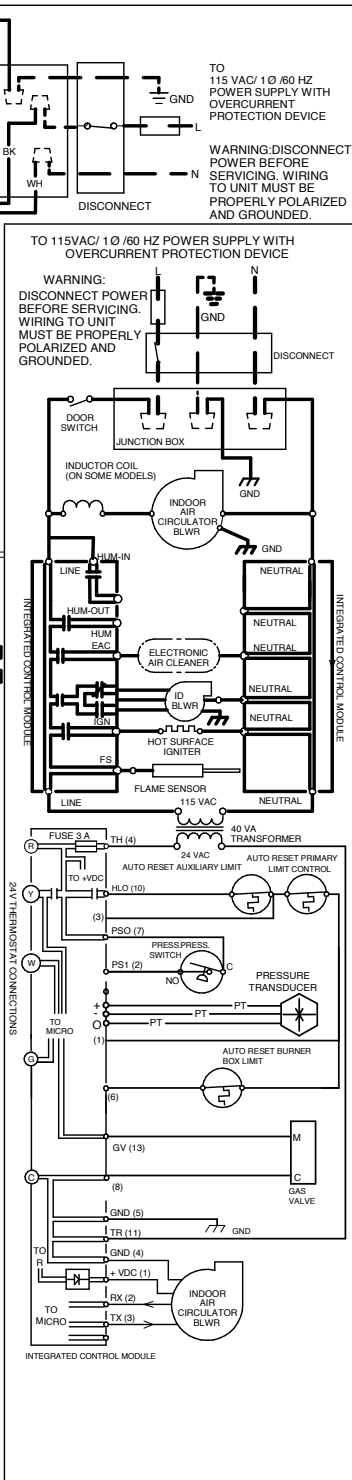 TO
115 VAC/ 1Ø /60 HZ
POWER SUPPLY WITH
OVERCURRENT
PROTECTION DEVICE
GND
L
BK
N
WH
DISCONNECT
WARNING:DISCONNECT
POWER BEFORE
SERVICING. WIRING
TO UNIT MUST BE
PROPERLY POLARIZED
AND GROUNDED.
TO 115VAC/ 1Ø /60 HZ POWER SUPPLY WITH
OVERCURRENT PROTECTION DEVICE
WARNING:
DISCONNECT POWER
BEFORE SERVICING.
WIRING TO UNIT
MUST BE PROPERLY
POLARIZED AND
GROUNDED.
L
N
GND
DISCONNECT
DOOR
SWITCH
JUNCTION BOX
GND
INDUCTOR COIL
(ON SOME MODELS)
INDOOR
AIR
CIRCULATOR
BLWR
GND
HUM-IN
LINE
NEUTRAL
INTEGRATED CONTROL MODULE
INTEGRATED CONTROL MODULE
HUM-OUT
HUM
NEUTRAL
EAC
ELECTRONIC
AIR CLEANER
NEUTRAL
ID
BLWR
NEUTRAL
IGN
HOT SURFACE
IGNITER
NEUTRAL
FS
FLAME SENSOR
LINE
115 VAC
NEUTRAL
40 VA
TRANSFORMER
24 VAC
FUSE 3 A
R
TH (4)
TO +VDC
AUTO RESET AUXILIARY LIMIT
AUTO RESET PRIMARY
LIMIT CONTROL
24V THERMOSTAT CONNECTIONS
Y
HLO (10)
(3)
PSO (7)
W
PS1 (2)
PRESS.PRESS.
SWITCH
NO
C
PRESSURE
TRANSDUCER
+
PT
-
PT
O
PT
TO
MICRO
(1)
G
AUTO RESET BURNER
BOX LIMIT
(6)
GV (13)
M
C
GAS
VALVE
C
(8)
GND (5)
GND
TR (11)
GND (4)
TO
R
+ VDC (1)
RX (2)
TX (3)
TO
MICRO
INDOOR
AIR
CIRCULATOR
BLWR
INTEGRATED CONTROL MODULE